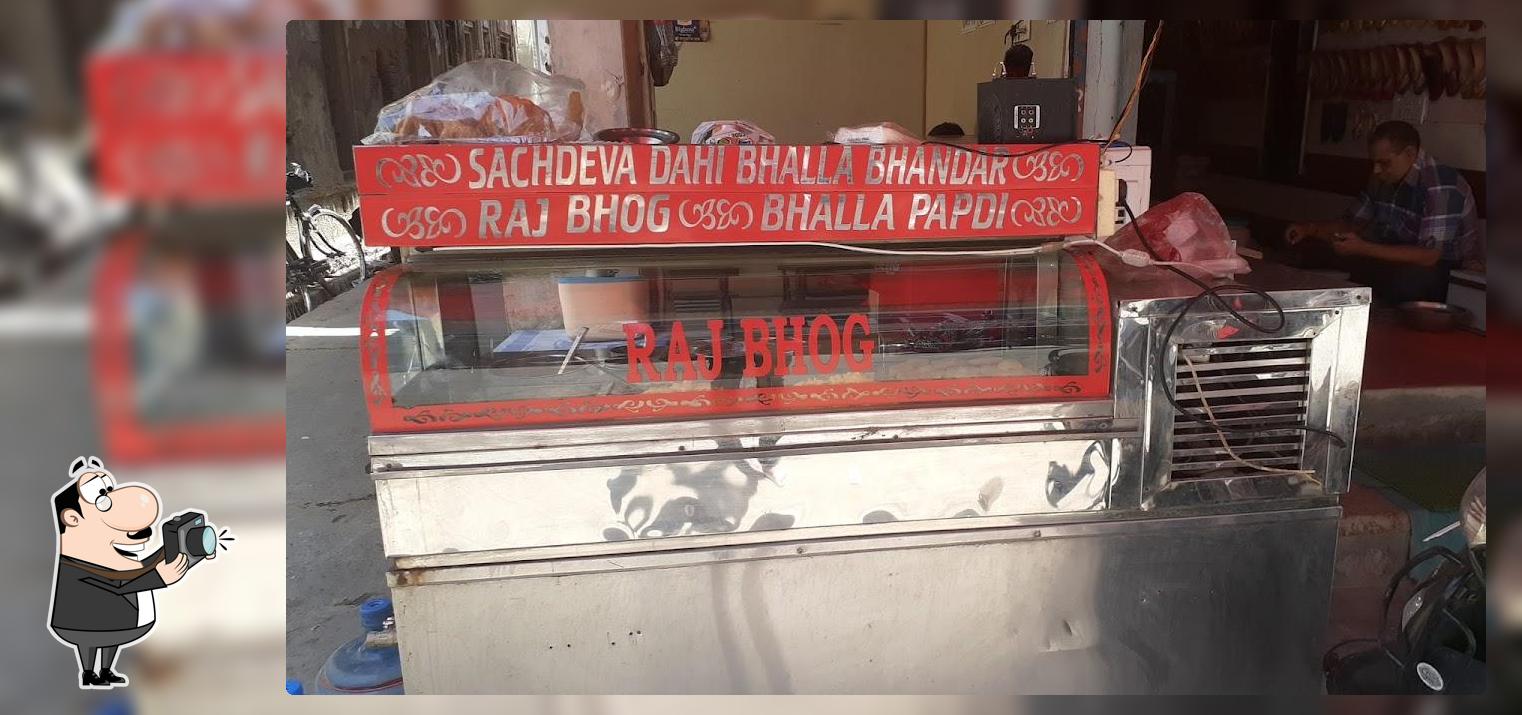 SACHDEVA DAHI BHALLA BHANDAR
RAJ BHOG BHALLA PAPDI
RAJ BHOG